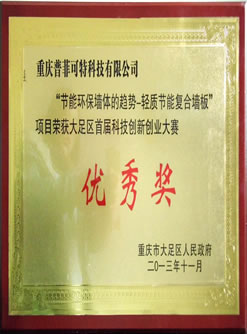 重庆普菲可特科技有限公司
“节能环保墙体的趋势-轻质节能复合墙板”
项目荣获大足区首届科技创新创业大赛
优秀奖
重庆市大足区人民政府
二〇一三年十一月